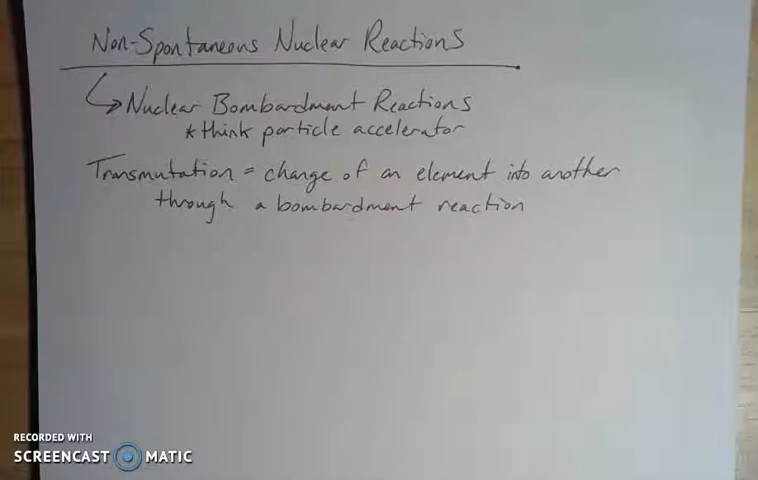 Non-Spontaneous Nuclear Reactions
Nuclear Bombardment Reactions
*think particle accelerator
Transmutation = change of an element into another
through a bombardment reaction
RECORDED WITH
SCREENCAST MATIC